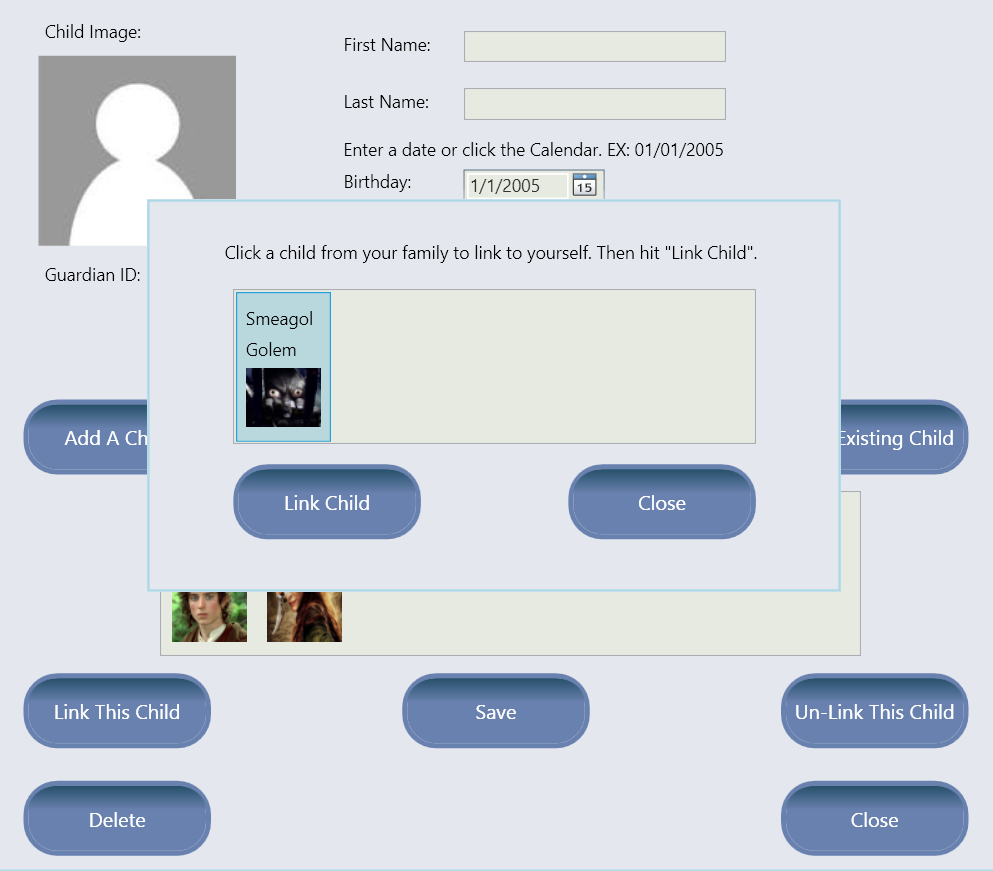 Child Image:
First Name:
Last Name:
Enter a date or click the Calendar. EX: 01/01/2005
Birthday: 1/1/2005 15
Guardian ID:
Click a child from your family to link to yourself. Then hit "Link Child".
Smeagol
Golem
Add A Ch
Existing Child
Link Child
Close
Link This Child
Save
Un-Link This Child
Delete
Close